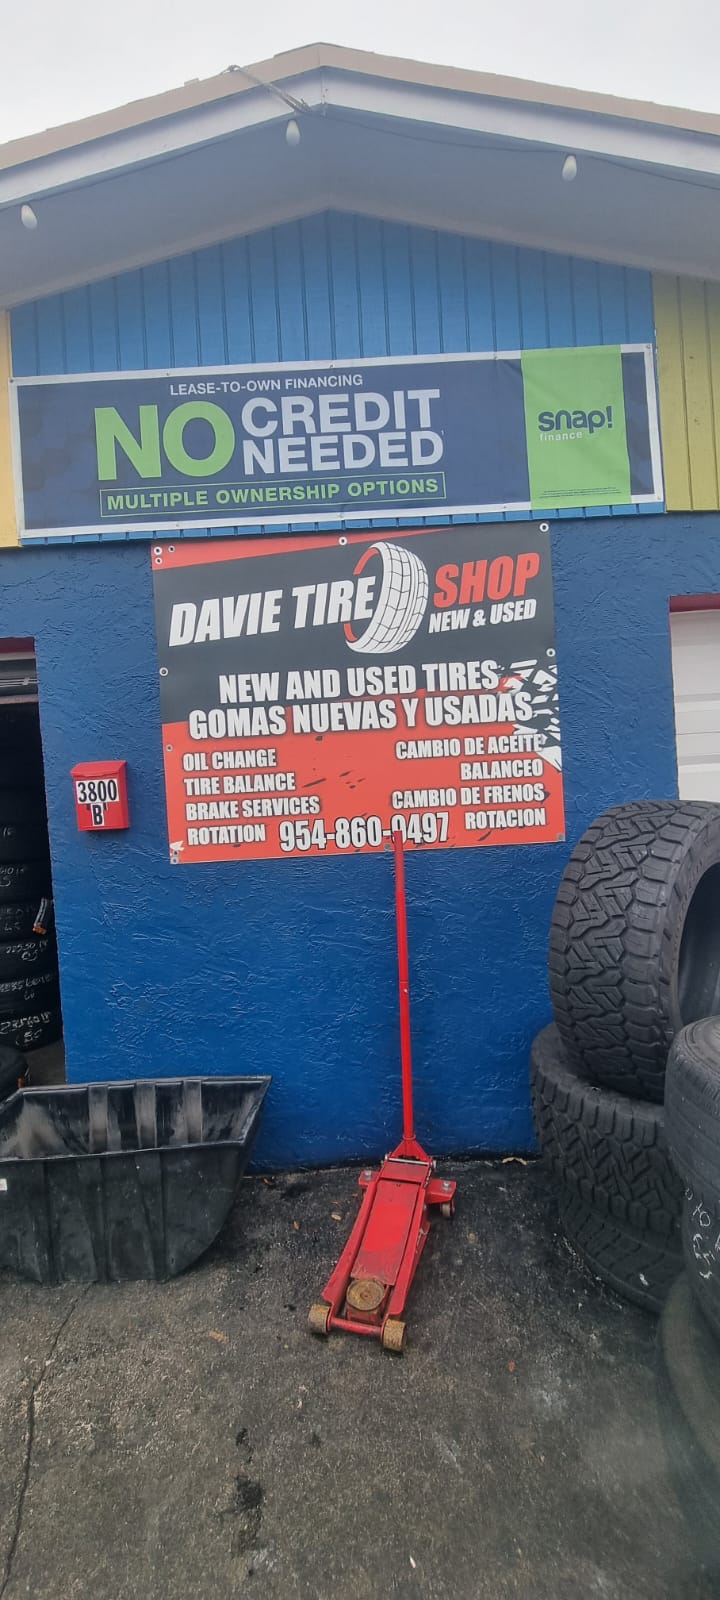 LEASE-TO-OWN FINANCING
NO CREDIT NEEDED
MULTIPLE OWNERSHIP OPTIONS
snap!
finance
DAVIE TIRE SHOP
NEW & USED
NEW AND USED TIRES
GOMAS NUEVAS Y USADAS
OIL CHANGE
TIRE BALANCE
BRAKE SERVICES
ROTATION
CAMBIO DE ACEITE
BALANCEO
CAMBIO DE FRENOS
ROTACION
954-860-9497
3800
"B"